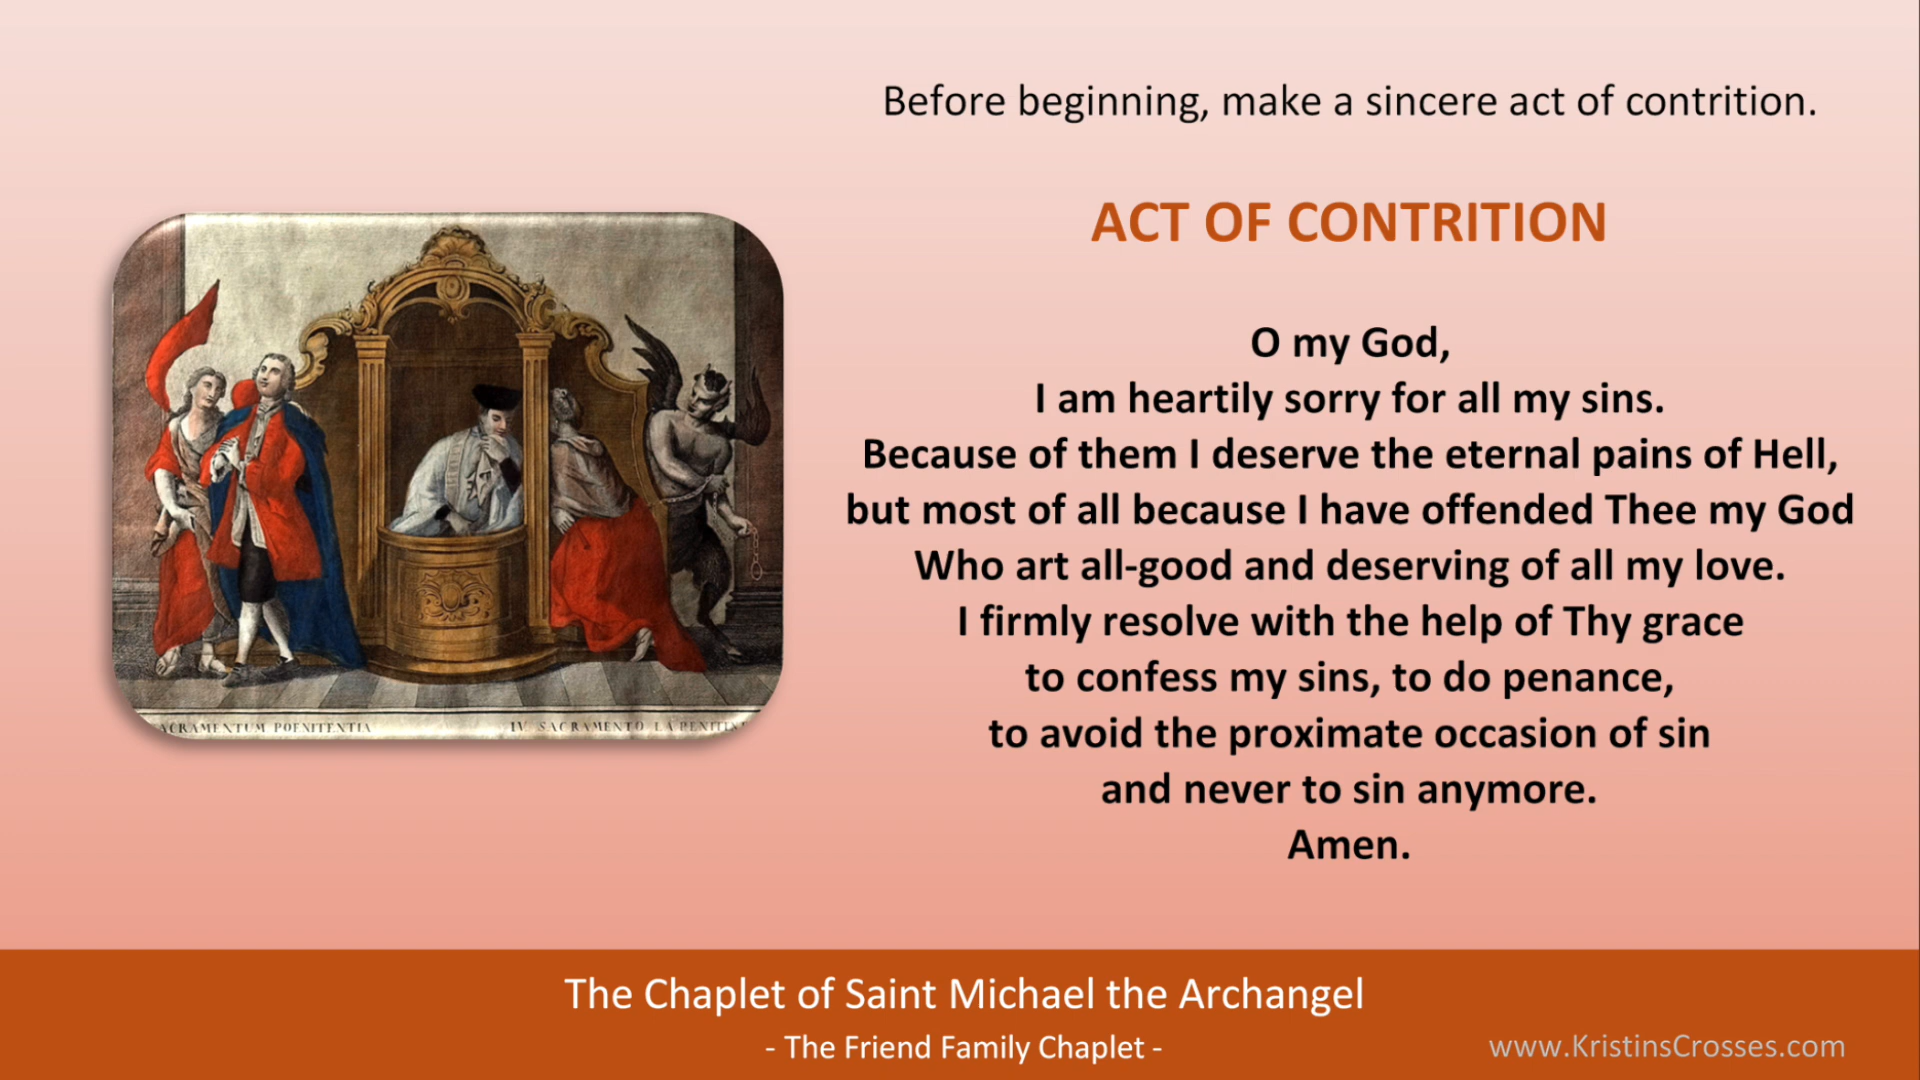 Before beginning, make a sincere act of contrition.
ACT OF CONTRITION
O my God,
I am heartily sorry for all my sins.
Because of them I deserve the eternal pains of Hell,
but most of all because I have offended Thee my God
Who art all-good and deserving of all my love.
I firmly resolve with the help of Thy grace
to confess my sins, to do penance,
to avoid the proximate occasion of sin
and never to sin anymore.
Amen.
POENITENTIA
IV SACRAMENTO LA
The Chaplet of Saint Michael the Archangel
- The Friend Family Chaplet -
www.KristinsCrosses.com